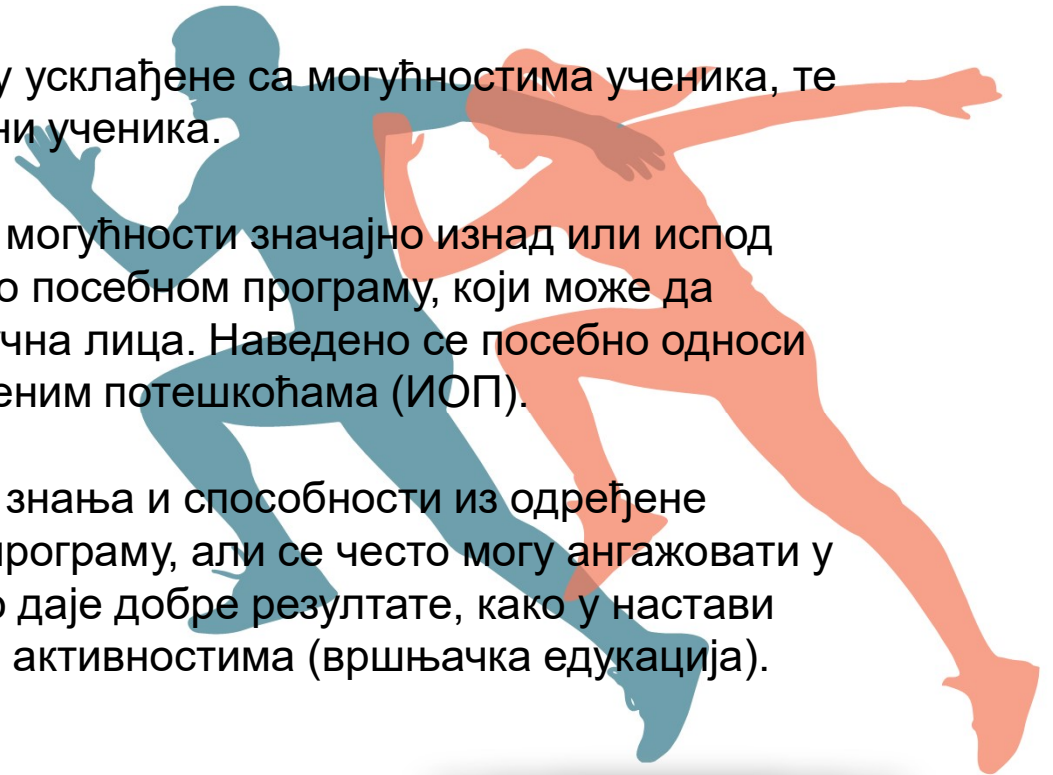 у усклађене са могућностима ученика, те
ни ученика.
могућности значајно изнад или испод
о посебном програму, који може да
чна лица. Наведено се посебно односи
еним потешкоћама (ИОП).
знања и способности из одређене
програму, али се често могу ангажовати у
о даје добре резултате, како у настави
активностима (вршњачка едукација).